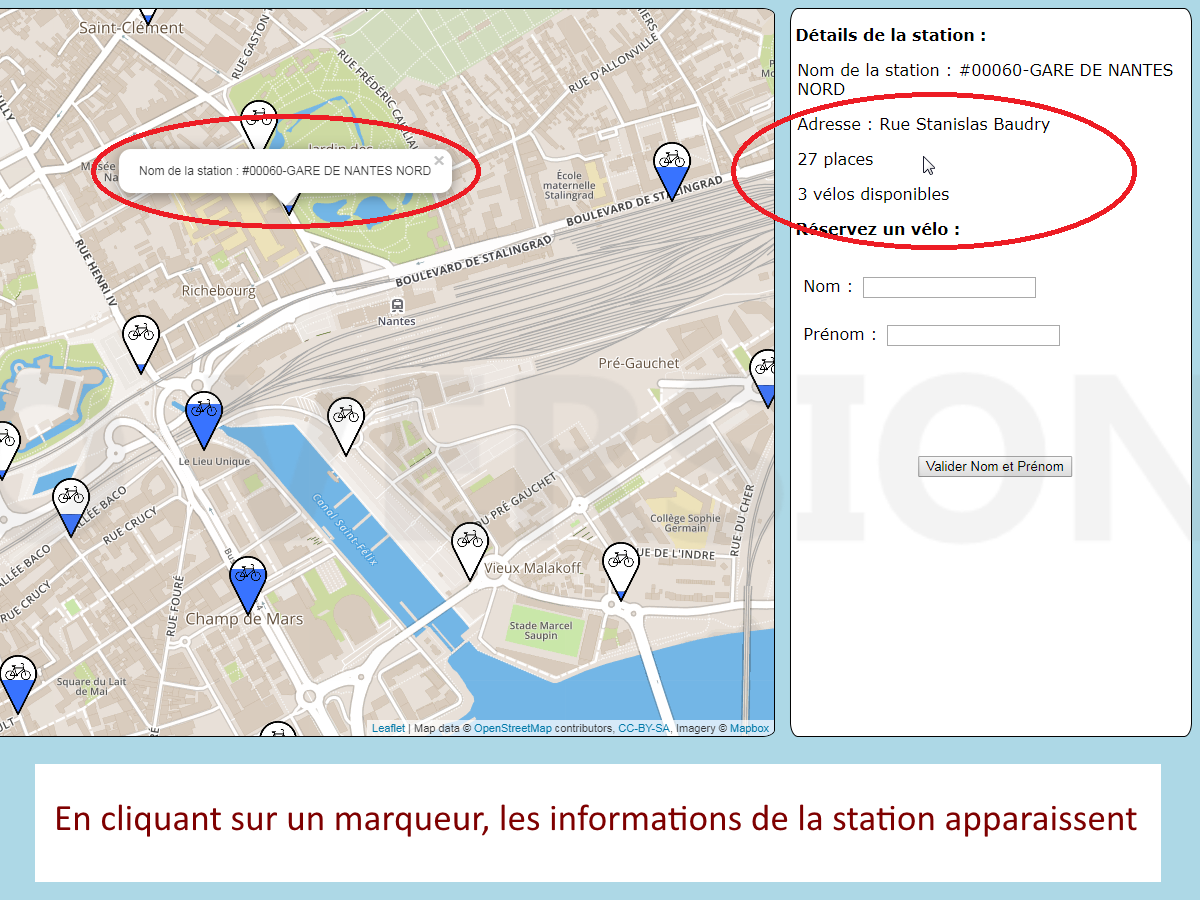 Saint-Clément
RUE GASTON
RUE FRÉDÉRIC CAILLIAUD
RUE D'ALLONVILLE
Jardin des
Musée
Na
Nom de la station : #00060-GARE DE NANTES NORD
×
École
maternelle
Stalingrad
BOULEVARD DE STALINGRAD
BOULEVARD DE STALINGRAD
RUE HENRI IV
Richebourg
Nantes
Pré-Gauchet
Le Lieu Unique
Canal Saint-Félix
DU PRÉ GAUCHET
ALLÉE BACO
RUE CRUCY
ALLÉE BACO
RUE CRUCY
RUE FOURÉ
Collège Sophie
Germain
RUE DU CHER
RUE DE L'INDRE
Vieux Malakoff
Champ de Mars
Stade Marcel
Saupin
Square du Lait
de Mai
Leaflet | Map data © OpenStreetMap contributors, CC-BY-SA, Imagery © Mapbox
Détails de la station :
Nom de la station : #00060-GARE DE NANTES
NORD
Adresse : Rue Stanislas Baudry
27 places
3 vélos disponibles
Réservez un vélo :
Nom :
Prénom :
Valider Nom et Prénom
En cliquant sur un marqueur, les informations de la station apparaissent